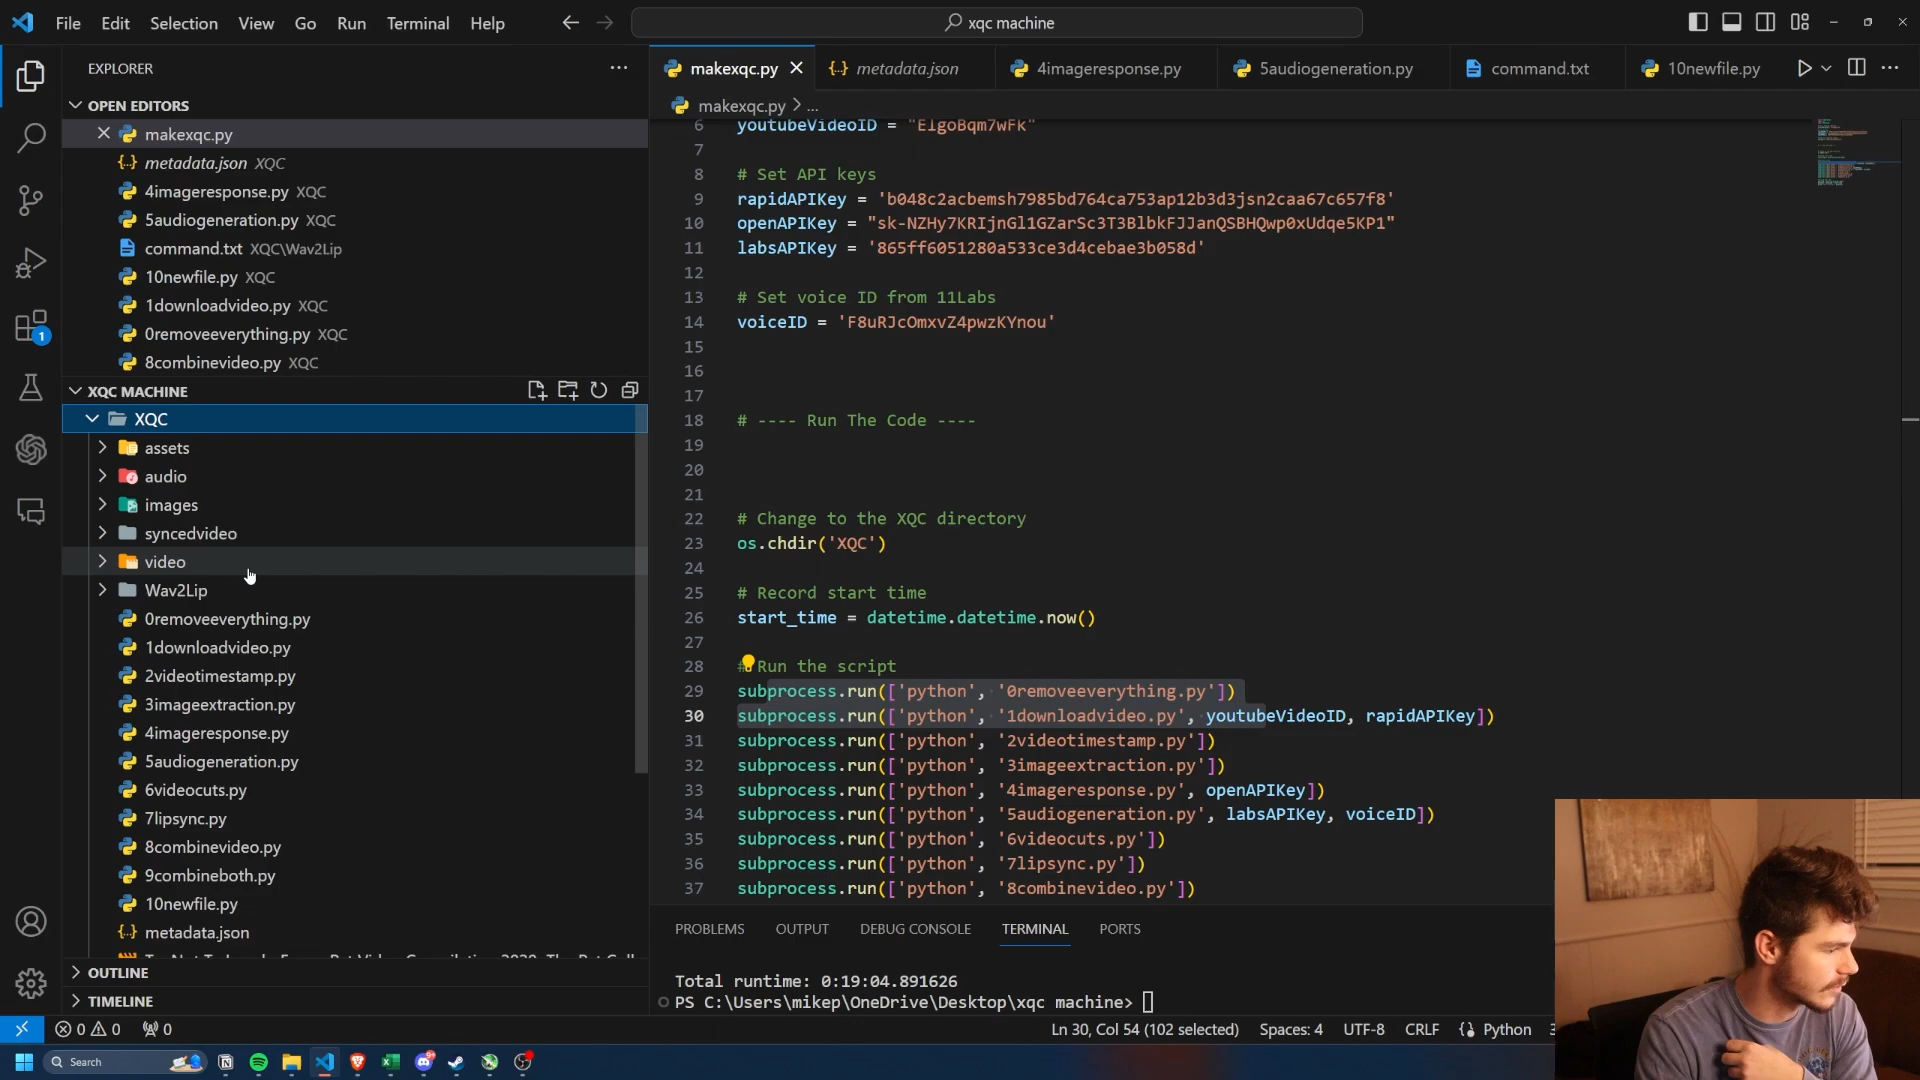 File Edit Selection View Go Run Terminal Help
xqc machine
EXPLORER
OPEN EDITORS
makexqc.py
metadata.json XQC
4imageresponse.py XQC
5audiogeneration.py XQC
command.txt XQC\Wav2Lip
10newfile.py XQC
1downloadvideo.py XQC
0removeeverything.py XQC
8combinevideo.py XQC
XQC MACHINE
XQC
assets
audio
images
syncedvideo
video
Wav2Lip
0removeeverything.py
1downloadvideo.py
2videotimestamp.py
3imageextraction.py
4imageresponse.py
5audiogeneration.py
6videocuts.py
7lipsync.py
8combinevideo.py
9combineboth.py
10newfile.py
metadata.json
OUTLINE
TIMELINE
makexqc.py metadata.json 4imageresponse.py 5audiogeneration.py command.txt 10newfile.py
makexqc.py > ...
6 youtubeVideoID = "ElgoBqm7wFk"
7
8 # Set API keys
9 rapidAPIKey = 'b048c2acbemsh7985bd764ca753ap12b3d3jsn2caa67c657f8'
10 openAPIKey = "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"
11 labsAPIKey = '865ff6051280a533ce3d4cebae3b058d'
12
13 # Set voice ID from 11Labs
14 voiceID = 'F8uRJcOmxvZ4pwzKYnou'
15
16
17
18 # ---- Run The Code ----
19
20
21
22 # Change to the XQC directory
23 os.chdir('XQC')
24
25 # Record start time
26 start_time = datetime.datetime.now()
27
28 # Run the script
29 subprocess.run(['python', '0removeeverything.py'])
30 subprocess.run(['python', '1downloadvideo.py', youtubeVideoID, rapidAPIKey])
31 subprocess.run(['python', '2videotimestamp.py'])
32 subprocess.run(['python', '3imageextraction.py'])
33 subprocess.run(['python', '4imageresponse.py', openAPIKey])
34 subprocess.run(['python', '5audiogeneration.py', labsAPIKey, voiceID])
35 subprocess.run(['python', '6videocuts.py'])
36 subprocess.run(['python', '7lipsync.py'])
37 subprocess.run(['python', '8combinevideo.py'])
PROBLEMS OUTPUT DEBUG CONSOLE TERMINAL PORTS
Total runtime: 0:19:04.891626
PS C:\Users\mikep\OneDrive\Desktop\xqc machine>
0 0 0 Ln 30, Col 54 (102 selected) Spaces: 4 UTF-8 CRLF Python
Search